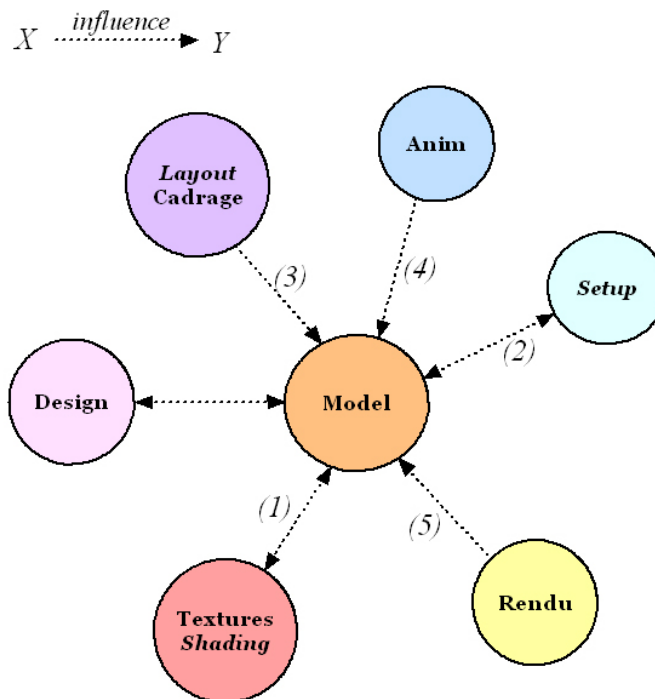 influence
X Y
Anim
Layout
Cadrage
(3)
(4)
Setup
(2)
Design
Model
(1)
(5)
Textures
Shading
Rendu